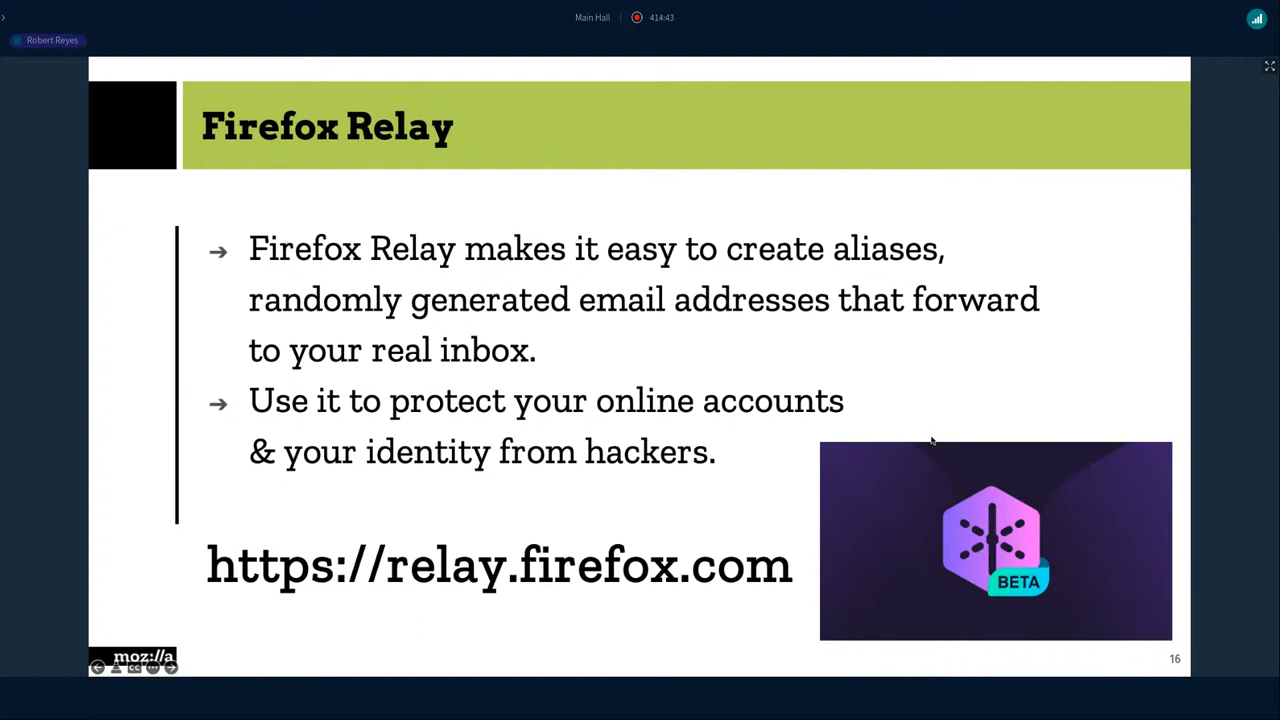 Main Hall
414:43
Robert Reyes
Firefox Relay
➔ Firefox Relay makes it easy to create aliases,
randomly generated email addresses that forward
to your real inbox.
➔ Use it to protect your online accounts
& your identity from hackers.
BETA
https://relay.firefox.com
moz://a
CC
16